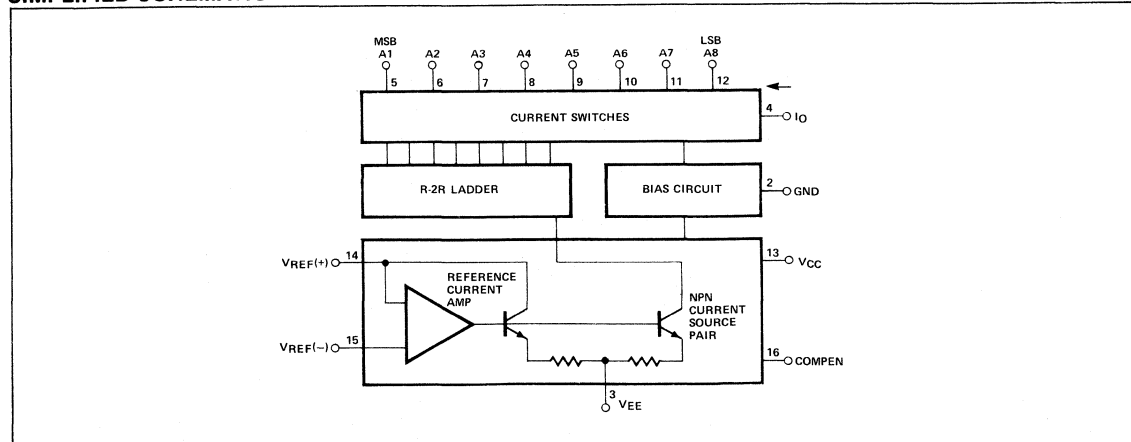 MSB LSB
A1 A2 A3 A4 A5 A6 A7 A8
5 6 7 8 9 10 11 12
CURRENT SWITCHES
4 IO
R-2R LADDER
BIAS CIRCUIT
2 GND
VREF(+) 14
13 VCC
REFERENCE
CURRENT
AMP
NPN
CURRENT
SOURCE
PAIR
VREF(−) 15
16 COMPEN
3
VEE